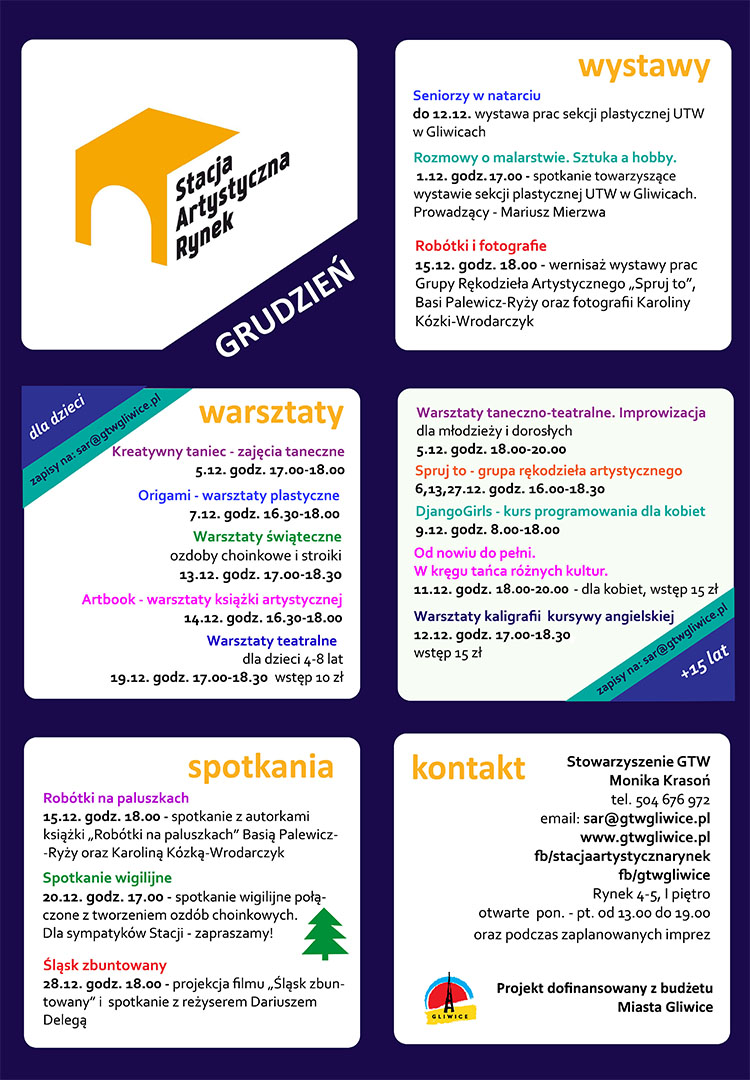 Stacja
Artystyczna
Rynek
GRUDZIEŃ
wystawy
Seniorzy w natarciu
do 12.12. wystawa prac sekcji plastycznej UTW
w Gliwicach
Rozmowy o malarstwie. Sztuka a hobby.
1.12. godz. 17.00 - spotkanie towarzyszące
wystawie sekcji plastycznej UTW w Gliwicach.
Prowadzący - Mariusz Mierzwa
Robótki i fotografie
15.12. godz. 18.00 - wernisaż wystawy prac
Grupy Rękodzieła Artystycznego „Spruj to”,
Basi Palewicz-Ryży oraz fotografii Karoliny
Kózki-Wrodarczyk
dla dzieci
zapisy na: sar@gtwgliwice.pl
warsztaty
Kreatywny taniec - zajęcia taneczne
5.12. godz. 17.00-18.00
Origami - warsztaty plastyczne
7.12. godz. 16.30-18.00
Warsztaty świąteczne
ozdoby choinkowe i stroiki
13.12. godz. 17.00-18.30
Artbook - warsztaty książki artystycznej
14.12. godz. 16.30-18.00
Warsztaty teatralne
dla dzieci 4-8 lat
19.12. godz. 17.00-18.30 wstęp 10 zł
Warsztaty taneczno-teatralne. Improwizacja
dla młodzieży i dorosłych
5.12. godz. 18.00-20.00
Spruj to - grupa rękodzieła artystycznego
6,13,27.12. godz. 16.00-18.30
DjangoGirls - kurs programowania dla kobiet
9.12. godz. 8.00-18.00
Od nowiu do pełni.
W kręgu tańca różnych kultur.
11.12. godz. 18.00-20.00 - dla kobiet, wstęp 15 zł
Warsztaty kaligrafii kursywy angielskiej
12.12. godz. 17.00-18.30
wstęp 15 zł
zapisy na: sar@gtwgliwice.pl
+15 lat
spotkania
Robótki na paluszkach
15.12. godz. 18.00 - spotkanie z autorkami
książki „Robótki na paluszkach” Basią Palewicz-
-Ryży oraz Karoliną Kózką-Wrodarczyk
Spotkanie wigilijne
20.12. godz. 17.00 - spotkanie wigilijne połą-
czone z tworzeniem ozdób choinkowych.
Dla sympatyków Stacji - zapraszamy!
Śląsk zbuntowany
28.12. godz. 18.00 - projekcja filmu „Śląsk zbun-
towany” i spotkanie z reżyserem Dariuszem
Delegą
kontakt
Stowarzyszenie GTW
Monika Krasoń
tel. 504 676 972
email: sar@gtwgliwice.pl
www.gtwgliwice.pl
fb/stacjaartystycznarynek
fb/gtwgliwice
Rynek 4-5, I piętro
otwarte pon. - pt. od 13.00 do 19.00
oraz podczas zaplanowanych imprez
GLIWICE
Projekt dofinansowany z budżetu
Miasta Gliwice